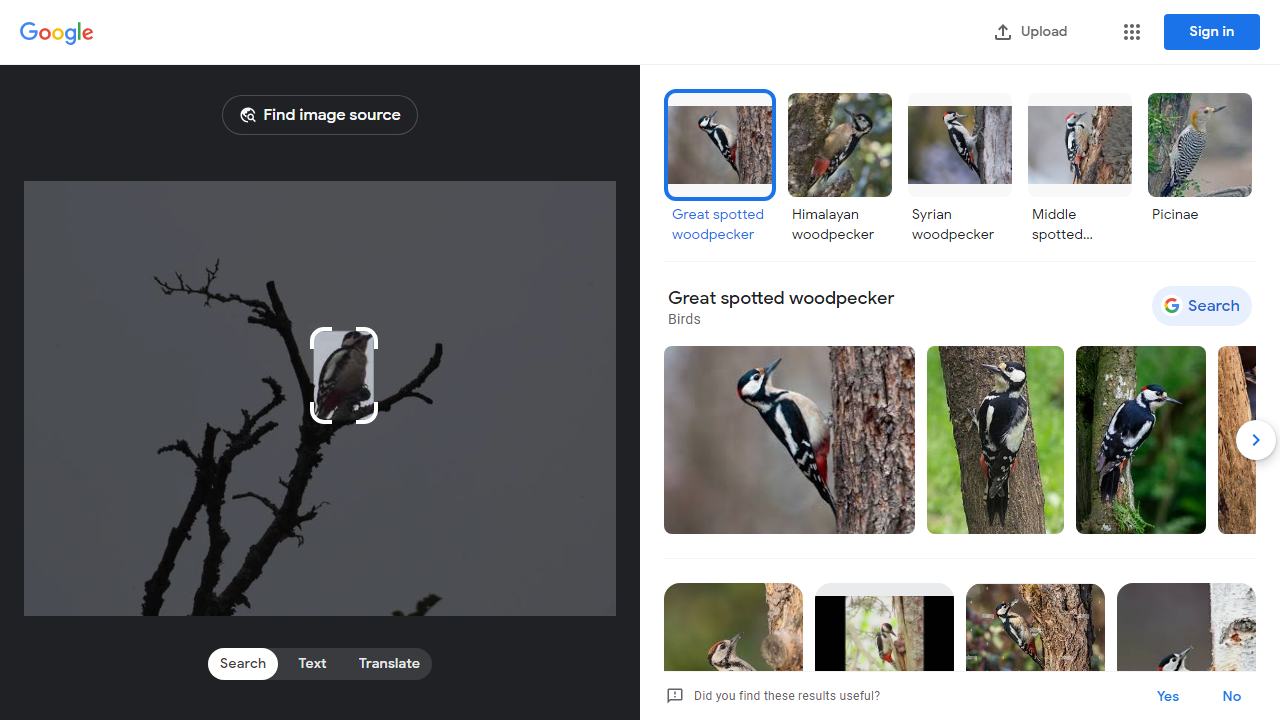 Google
Upload
Sign in
Find image source
Great spotted
woodpecker
Himalayan
woodpecker
Syrian
woodpecker
Middle
spotted...
Picinae
Great spotted woodpecker
Birds
Search
Search
Text
Translate
Did you find these results useful?
Yes
No